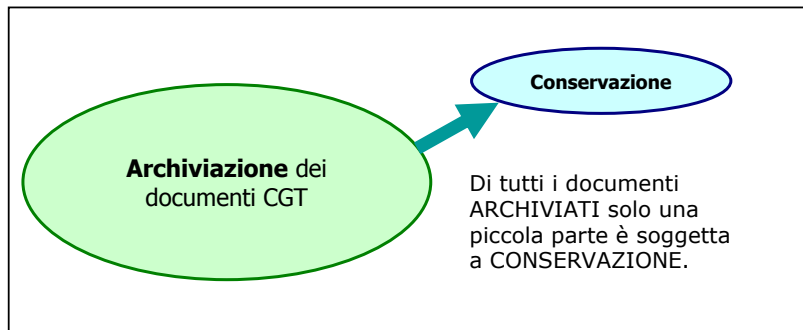 Conservazione
Archiviazione dei
documenti CGT
Di tutti i documenti
ARCHIVIATI solo una
piccola parte è soggetta
a CONSERVAZIONE.